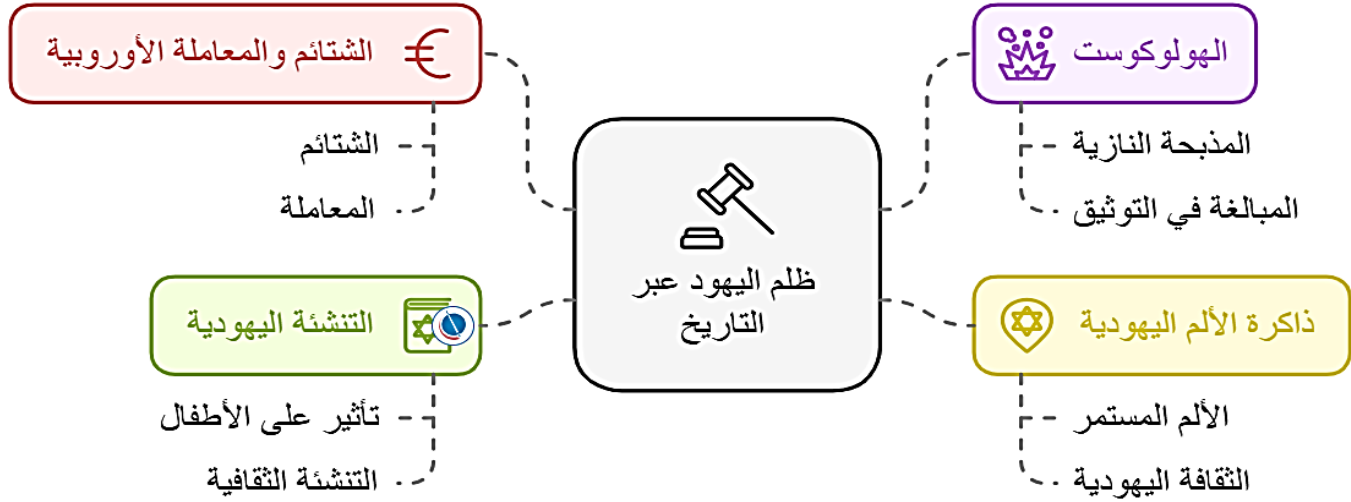 ظلم اليهود عبر
التاريخ
الهولوكوست
المذبحة النازية
المبالغة في التوثيق
ذاكرة الألم اليهودية
الألم المستمر
الثقافة اليهودية
الشتائم والمعاملة الأوروبية
الشتائم
المعاملة
التنشئة اليهودية
تأثير على الأطفال
التنشئة الثقافية